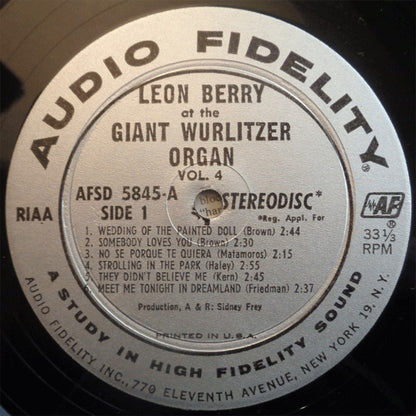 AUDIO FIDELITY®
LEON BERRY
at the
GIANT WURLITZER
ORGAN
VOL. 4
AFSD 5845-A
STEREODISC*
SIDE 1
*Reg. Appl. For
RIAA
AF
33 1/3
RPM
1. WEDDING OF THE PAINTED DOLL (Brown) 2:44
2. SOMEBODY LOVES YOU (Brown) 2:30
3. NO SE PORQUE TE QUIERA (Matamoros) 2:15
4. STROLLING IN THE PARK (Haley) 2:55
5. THEY DIDN'T BELIEVE ME (Kern) 2:45
6. MEET ME TONIGHT IN DREAMLAND (Friedman) 2:37
Production, A & R: Sidney Frey
PRINTED IN U.S.A.
A STUDY IN HIGH FIDELITY SOUND
AUDIO FIDELITY INC., 770 ELEVENTH AVENUE, NEW YORK 19, N.Y.